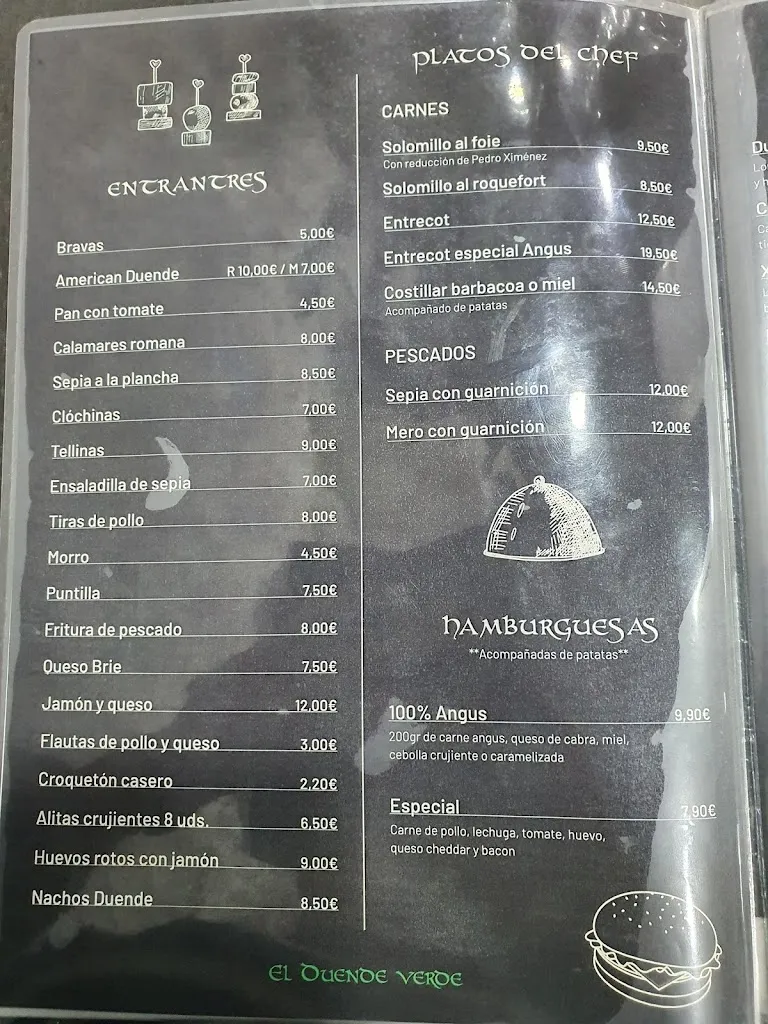 ENTRANTRES
Bravas 5,00€
American Duende R 10,00€ / M 7,00€
Pan con tomate 4,50€
Calamares romana 8,00€
Sepia a la plancha 8,50€
Clóchinas 7,00€
Tellinas 9,00€
Ensaladilla de sepia 7,00€
Tiras de pollo 8,00€
Morro 4,50€
Puntilla 7,50€
Fritura de pescado 8,00€
Queso Brie 7,50€
Jamón y queso 12,00€
Flautas de pollo y queso 3,00€
Croquetón casero 2,20€
Alitas crujientes 8 uds. 6,50€
Huevos rotos con jamón 9,00€
Nachos Duende 8,50€
PLATOS DEL CHEF
CARNES
Solomillo al foie 9,50€
Con reducción de Pedro Ximénez
Solomillo al roquefort 8,50€
Entrecot 12,50€
Entrecot especial Angus 19,50€
Costillar barbacoa o miel 14,50€
Acompañado de patatas
PESCADOS
Sepia con guarnición 12,00€
Mero con guarnición 12,00€
HAMBURGUESAS
**Acompañadas de patatas**
100% Angus 9,90€
200gr de carne angus, queso de cabra, miel,
cebolla crujiente o caramelizada
Especial 7,90€
Carne de pollo, lechuga, tomate, huevo,
queso cheddar y bacon
EL DUENDE VERDE